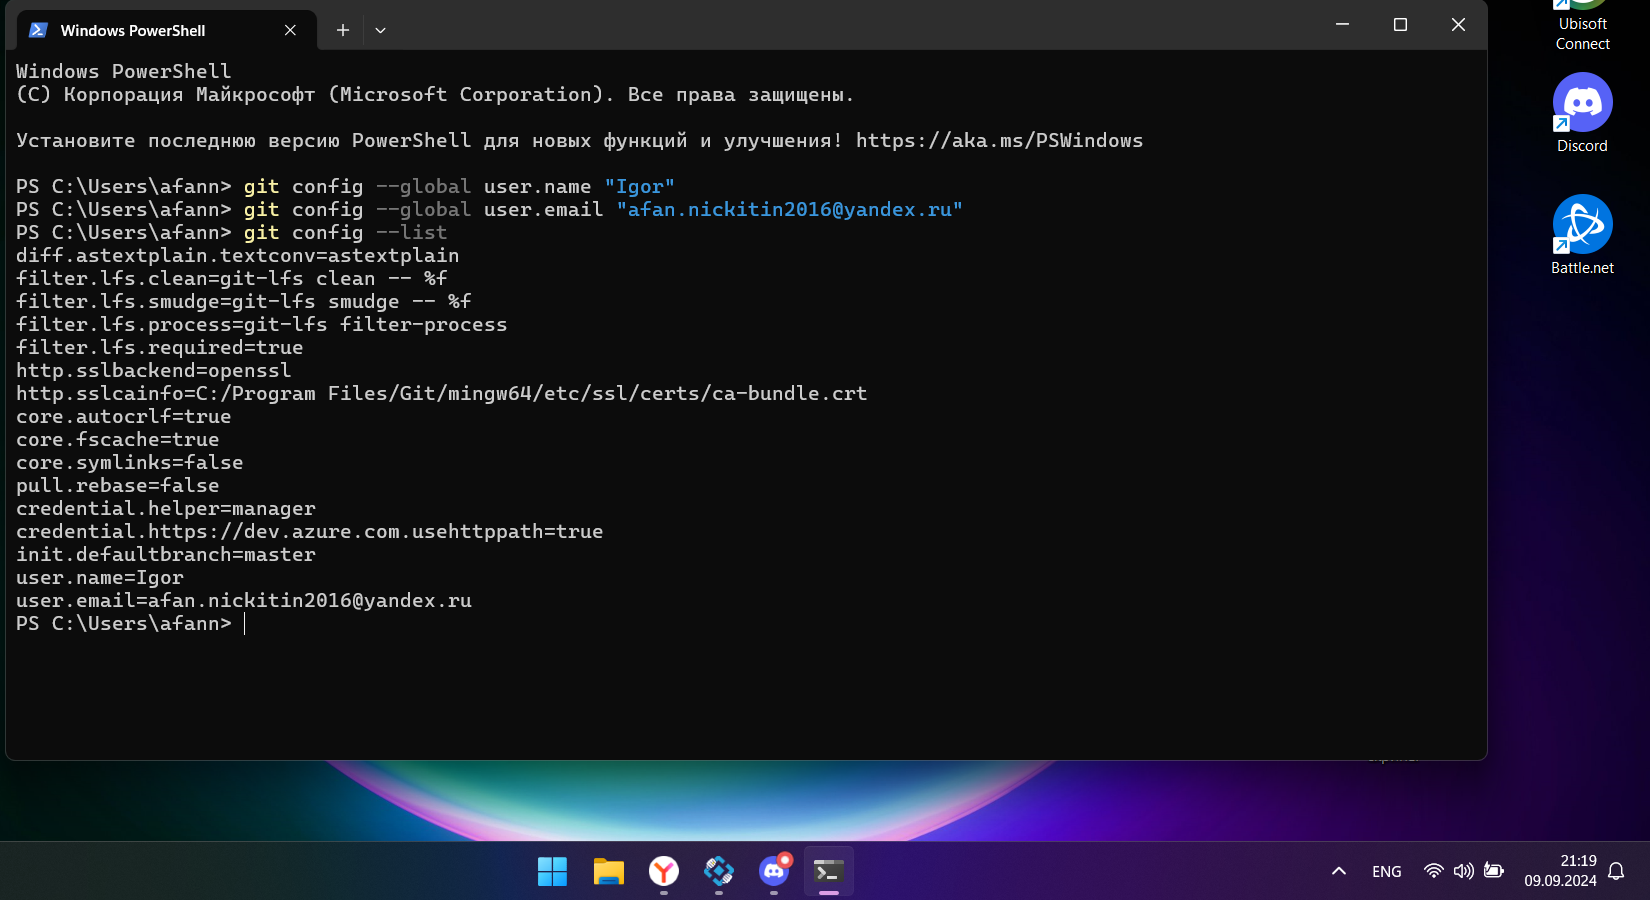 Windows PowerShell
Windows PowerShell
(C) Корпорация Майкрософт (Microsoft Corporation). Все права защищены.
Установите последнюю версию PowerShell для новых функций и улучшения! https://aka.ms/PSWindows
PS C:\Users\afann> git config --global user.name "Igor"
PS C:\Users\afann> git config --global user.email "afan.nickitin2016@yandex.ru"
PS C:\Users\afann> git config --list
diff.astextplain.textconv=astextplain
filter.lfs.clean=git-lfs clean -- %f
filter.lfs.smudge=git-lfs smudge -- %f
filter.lfs.process=git-lfs filter-process
filter.lfs.required=true
http.sslbackend=openssl
http.sslcainfo=C:/Program Files/Git/mingw64/etc/ssl/certs/ca-bundle.crt
core.autocrlf=true
core.fscache=true
core.symlinks=false
pull.rebase=false
credential.helper=manager
credential.https://dev.azure.com.usehttppath=true
init.defaultbranch=master
user.name=Igor
user.email=afan.nickitin2016@yandex.ru
PS C:\Users\afann>
Ubisoft
Connect
Discord
Battle.net
ENG
21:19
09.09.2024